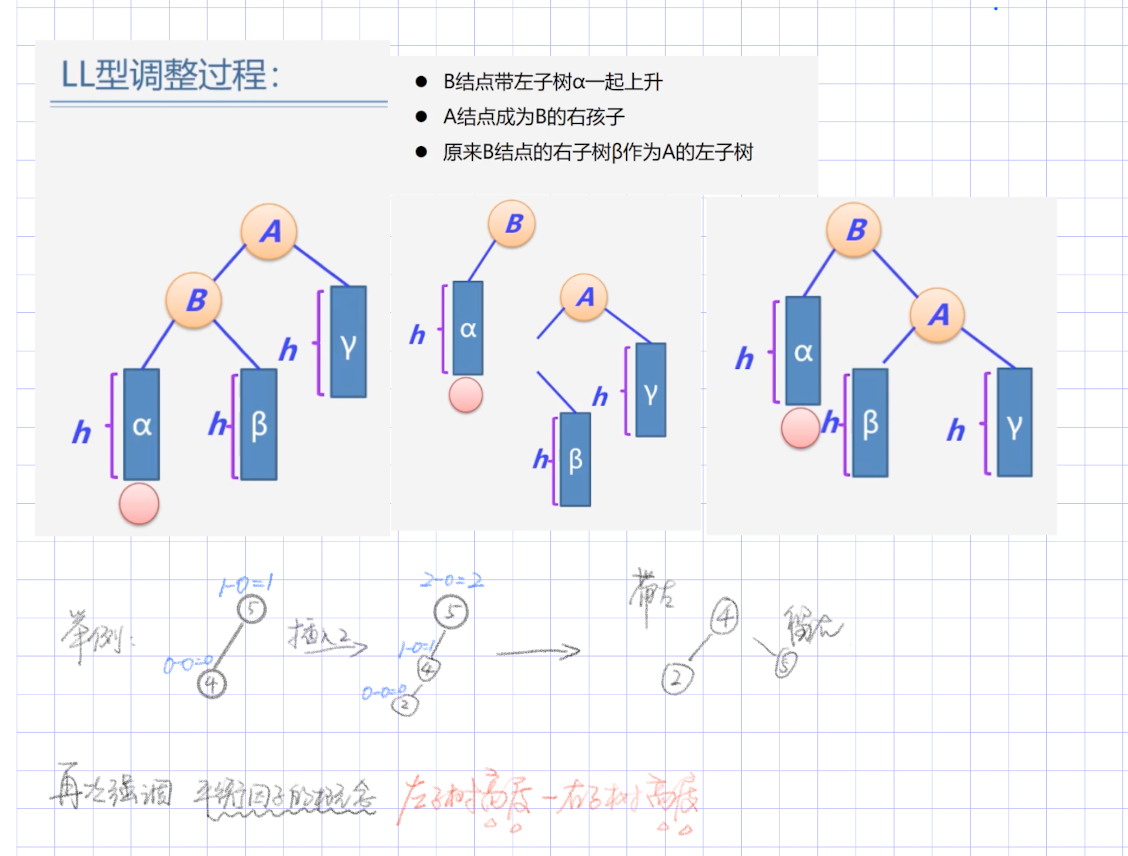 LL型调整过程：
● B结点带左子树α一起上升
● A结点成为B的右孩子
● 原来B结点的右子树β作为A的左子树
A
B
γ
h
α
β
h
h
B
A
α
h
γ
h
β
h
B
A
α
h
β
h
γ
h
举例：
1-0=1
5
0-0=0
4
插入2
2-0=2
5
1-0=1
4
0-0=0
2
带左
4
2
5
再次强调 平衡因子的概念 左子树高度-右子树高度